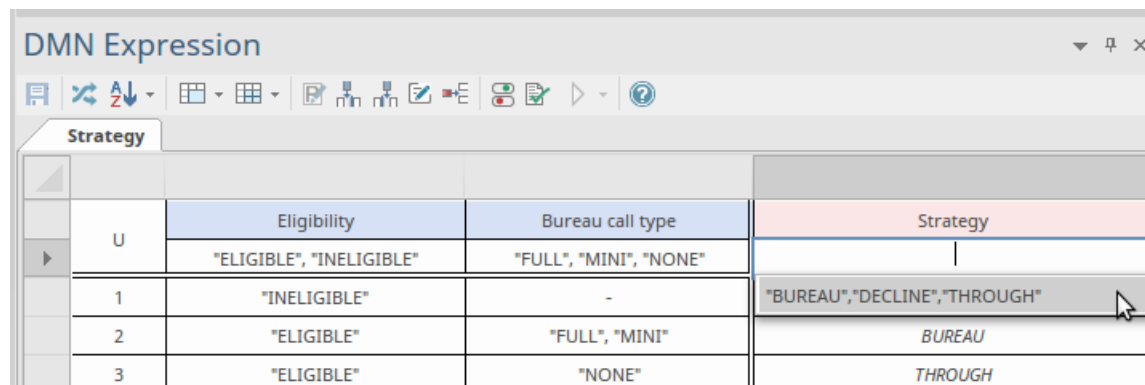 DMN Expression
Strategy
U Eligibility Bureau call type Strategy
"ELIGIBLE", "INELIGIBLE" "FULL", "MINI", "NONE"
1 "INELIGIBLE" - "BUREAU","DECLINE","THROUGH"
2 "ELIGIBLE" "FULL", "MINI" BUREAU
3 "ELIGIBLE" "NONE" THROUGH